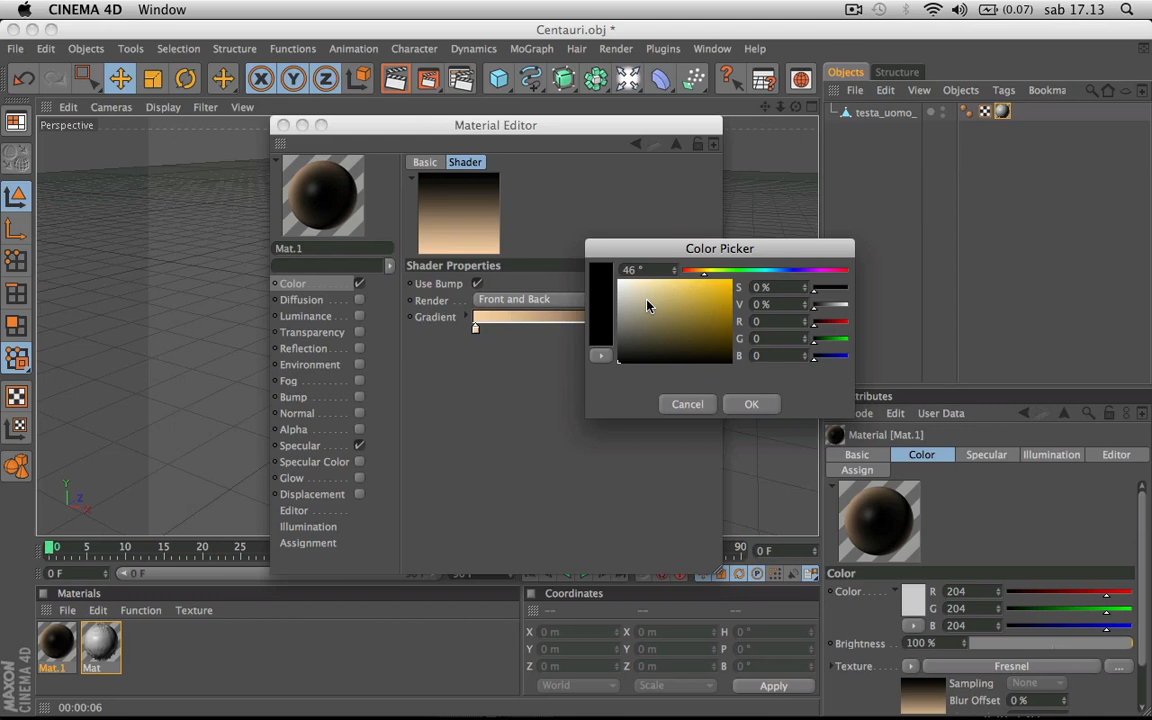 CINEMA 4D Window (0.07) sab 17.13
Centauri.obj *
File Edit Objects Tools Selection Structure Functions Animation Character Dynamics MoGraph Hair Render Plugins Window Help
Objects Structure
File Edit View Objects Tags Bookma
testa_uomo_
Edit Cameras Display Filter View
Perspective
Material Editor
Basic Shader
Mat.1
Shader Properties
Use Bump
Render Front and Back
Gradient
Color
Diffusion
Luminance
Transparency
Reflection
Environment
Fog
Bump
Normal
Alpha
Specular
Specular Color
Glow
Displacement
Editor
Illumination
Assignment
Color Picker
46 °
S 0 %
V 0 %
R 0
G 0
B 0
Cancel OK
Edit User Data
Material [Mat.1]
Basic Color Specular Illumination Editor
Assign
Color
Color R 204
G 204
B 204
Brightness 100 %
Texture Fresnel ...
Sampling None
Blur Offset 0 %
Y Z X
0 5 10 15 20 25 90 0 F
0 F 0 F
Materials
File Edit Function Texture
Mat.1 Mat
Coordinates
-- -- --
X 0 m X 0 m H 0 °
Y 0 m Y 0 m P 0 °
Z 0 m Z 0 m B 0 °
World Scale Apply
MAXON CINEMA 4D
00:00:06